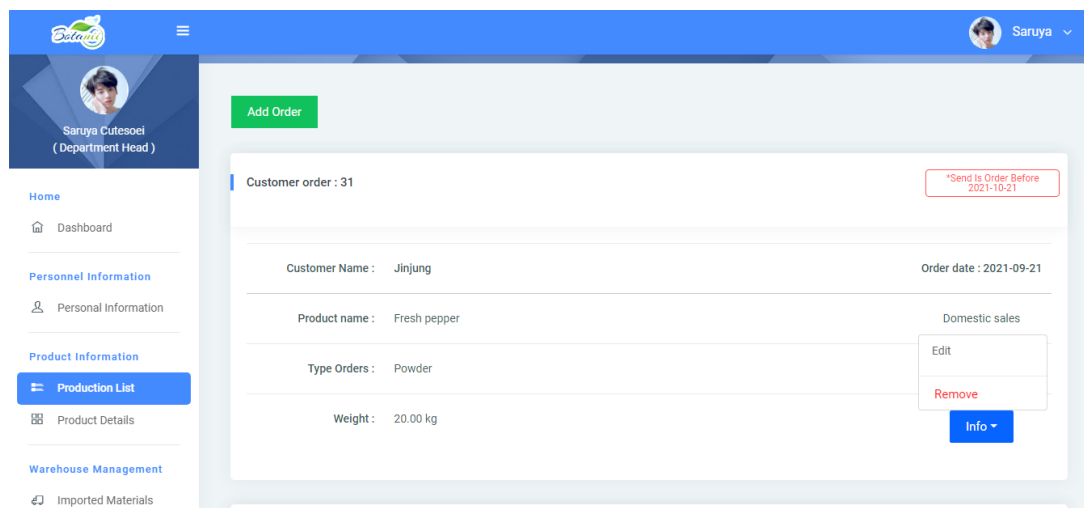 Botanii
Saruya
Saruya Cutesoei
( Department Head )
Add Order
Customer order : 31
*Send Is Order Before
2021-10-21
Home
Dashboard
Customer Name : Jinjung Order date : 2021-09-21
Personnel Information
Personal Information
Product name : Fresh pepper Domestic sales
Product Information
Edit
Type Orders : Powder
Production List
Remove
Product Details
Weight : 20.00 kg
Info
Warehouse Management
Imported Materials